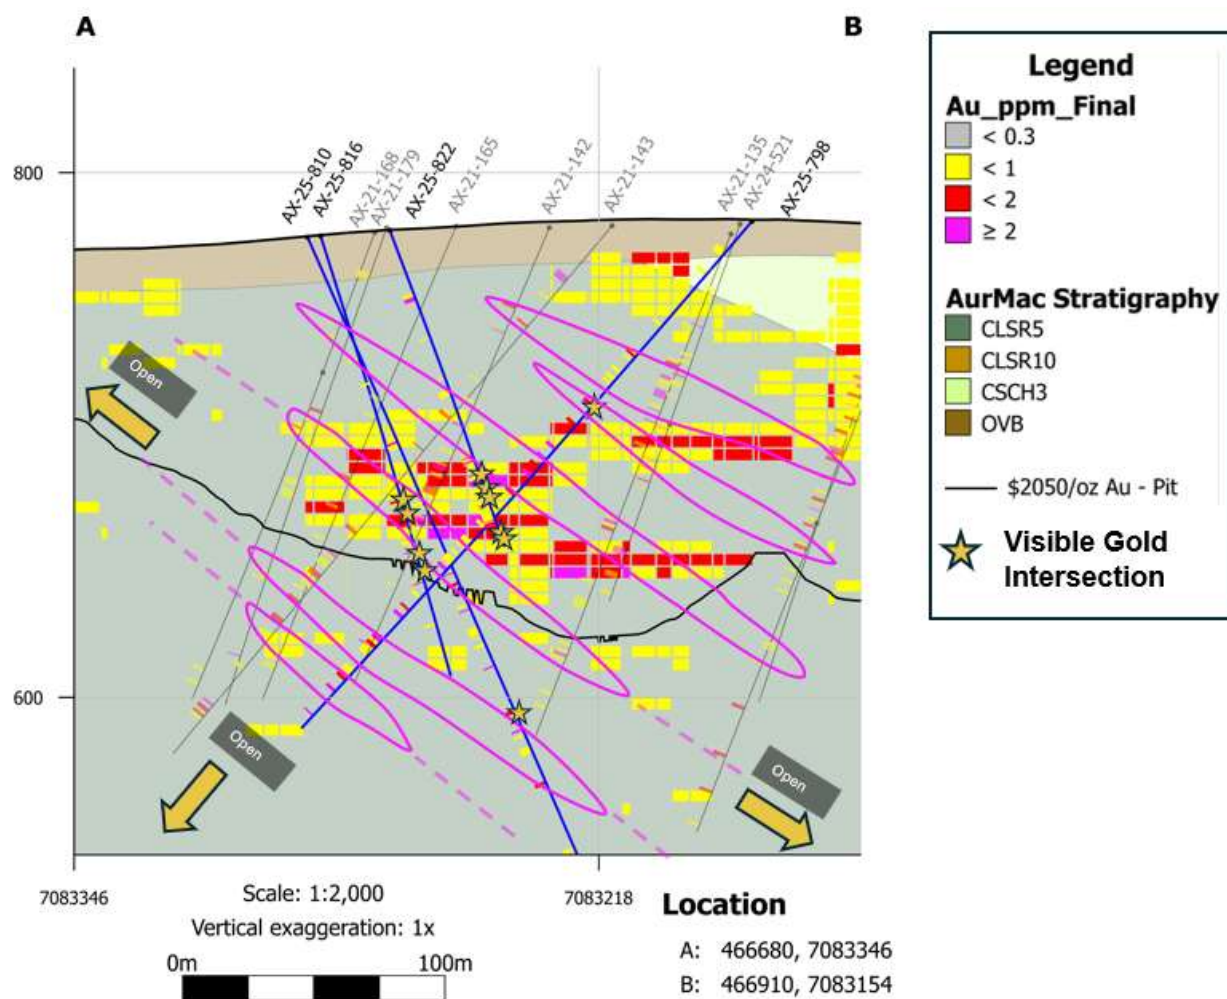 A
B
800
600
AX-25-810
AX-25-816
AX-21-168
AX-21-179
AX-25-822
AX-21-165
AX-21-142
AX-21-143
AX-21-135
AX-24-521
AX-25-798
Open
Open
Open
7083346
7083218
Scale: 1:2,000
Vertical exaggeration: 1x
0m
100m
Location
A: 466680, 7083346
B: 466910, 7083154
Legend
Au_ppm_Final
< 0.3
< 1
< 2
≥ 2
AurMac Stratigraphy
CLSR5
CLSR10
CSCH3
OVB
$2050/oz Au - Pit
Visible Gold
Intersection